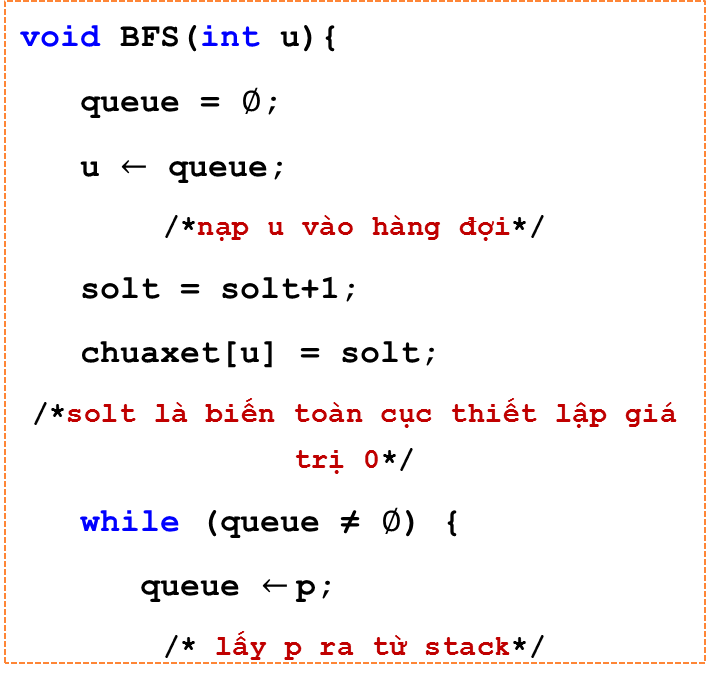 void BFS(int u){
queue = ∅;
u ← queue;
/*nạp u vào hàng đợi*/
solt = solt+1;
chuaxet[u] = solt;
/*solt là biến toàn cục thiết lập giá
trị 0*/
while (queue ≠ ∅) {
queue ←p;
/* lấy p ra từ stack*/